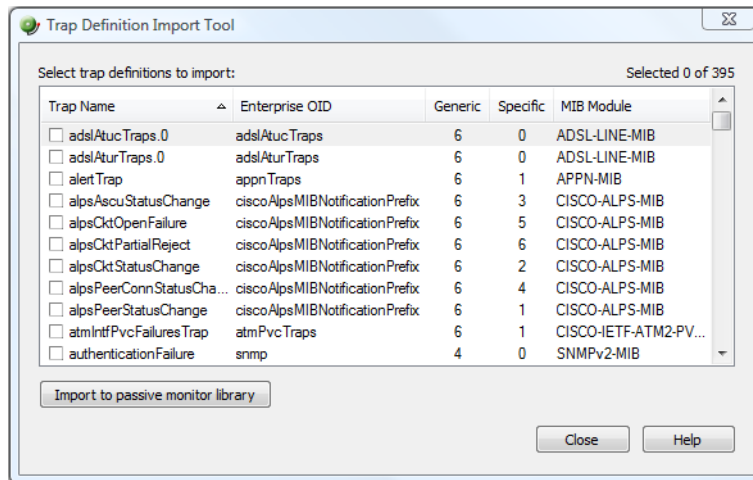 Trap Definition Import Tool
Select trap definitions to import: Selected 0 of 395
Trap Name Enterprise OID Generic Specific MIB Module
adslAtucTraps.0 adslAtucTraps 6 0 ADSL-LINE-MIB
adslAturTraps.0 adslAturTraps 6 0 ADSL-LINE-MIB
alertTrap appnTraps 6 1 APPN-MIB
alpsAscuStatusChange ciscoAlpsMIBNotificationPrefix 6 3 CISCO-ALPS-MIB
alpsCktOpenFailure ciscoAlpsMIBNotificationPrefix 6 5 CISCO-ALPS-MIB
alpsCktPartialReject ciscoAlpsMIBNotificationPrefix 6 6 CISCO-ALPS-MIB
alpsCktStatusChange ciscoAlpsMIBNotificationPrefix 6 2 CISCO-ALPS-MIB
alpsPeerConnStatusCha... ciscoAlpsMIBNotificationPrefix 6 4 CISCO-ALPS-MIB
alpsPeerStatusChange ciscoAlpsMIBNotificationPrefix 6 1 CISCO-ALPS-MIB
atmIntfPvcFailuresTrap atmPvcTraps 6 1 CISCO-IETF-ATM2-PV...
authenticationFailure snmp 4 0 SNMPv2-MIB
Import to passive monitor library
Close Help